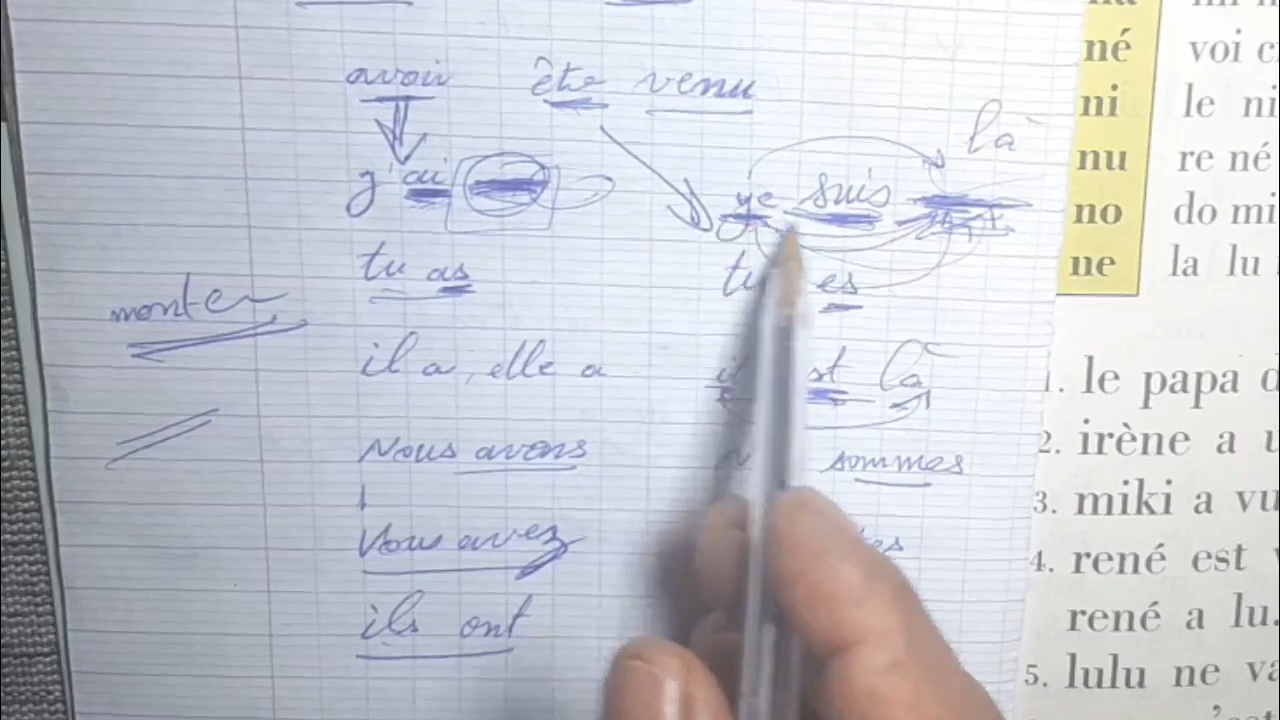 avoir être venu
là
j'ai je suis
tu as tu es
monter
il a, elle a il est là
Nous avons sommes
Vous avez
ils ont
né voi
ni le ni
nu re né
no do mi
ne la lu
1. le papa
2. irène a
3. miki a vu
4. rené est
rené a lu.
5. lulu ne va